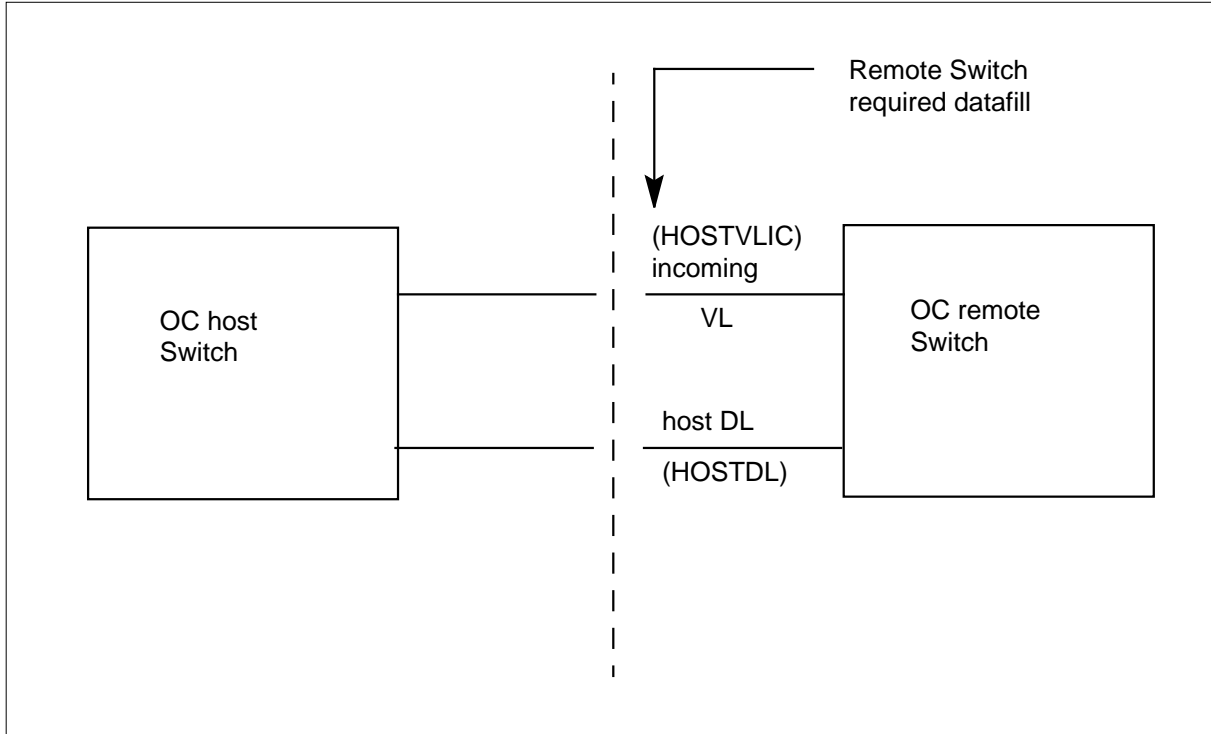 Remote Switch
required datafill
(HOSTVLIC)
incoming
VL
OC host
Switch
OC remote
Switch
host DL
(HOSTDL)